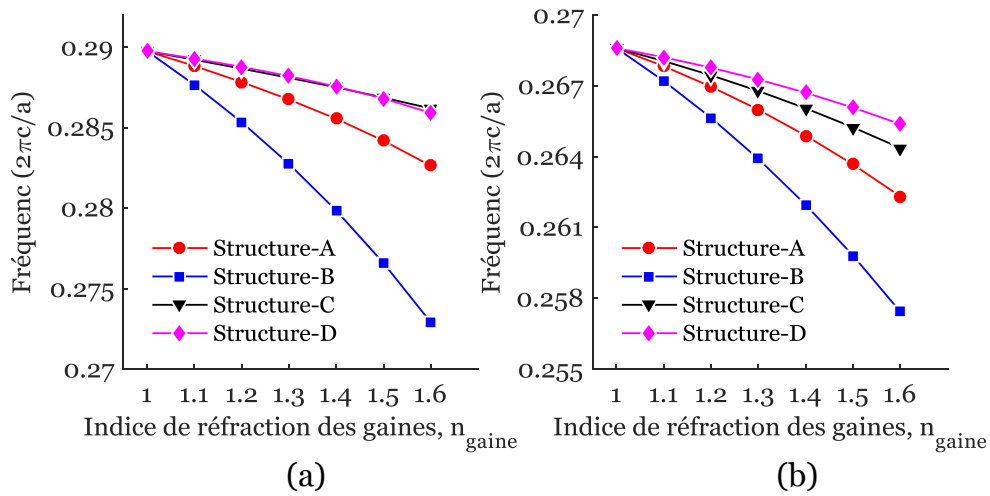 0.29
0.285
0.28
0.275
0.27
Fréquenc (2πc/a)
Structure-A
Structure-B
Structure-C
Structure-D
1 1.1 1.2 1.3 1.4 1.5 1.6
Indice de réfraction des gaines, n_gaine
(a)
0.27
0.267
0.264
0.261
0.258
0.255
Fréquenc (2πc/a)
Structure-A
Structure-B
Structure-C
Structure-D
1 1.1 1.2 1.3 1.4 1.5 1.6
Indice de réfraction des gaines, n_gaine
(b)